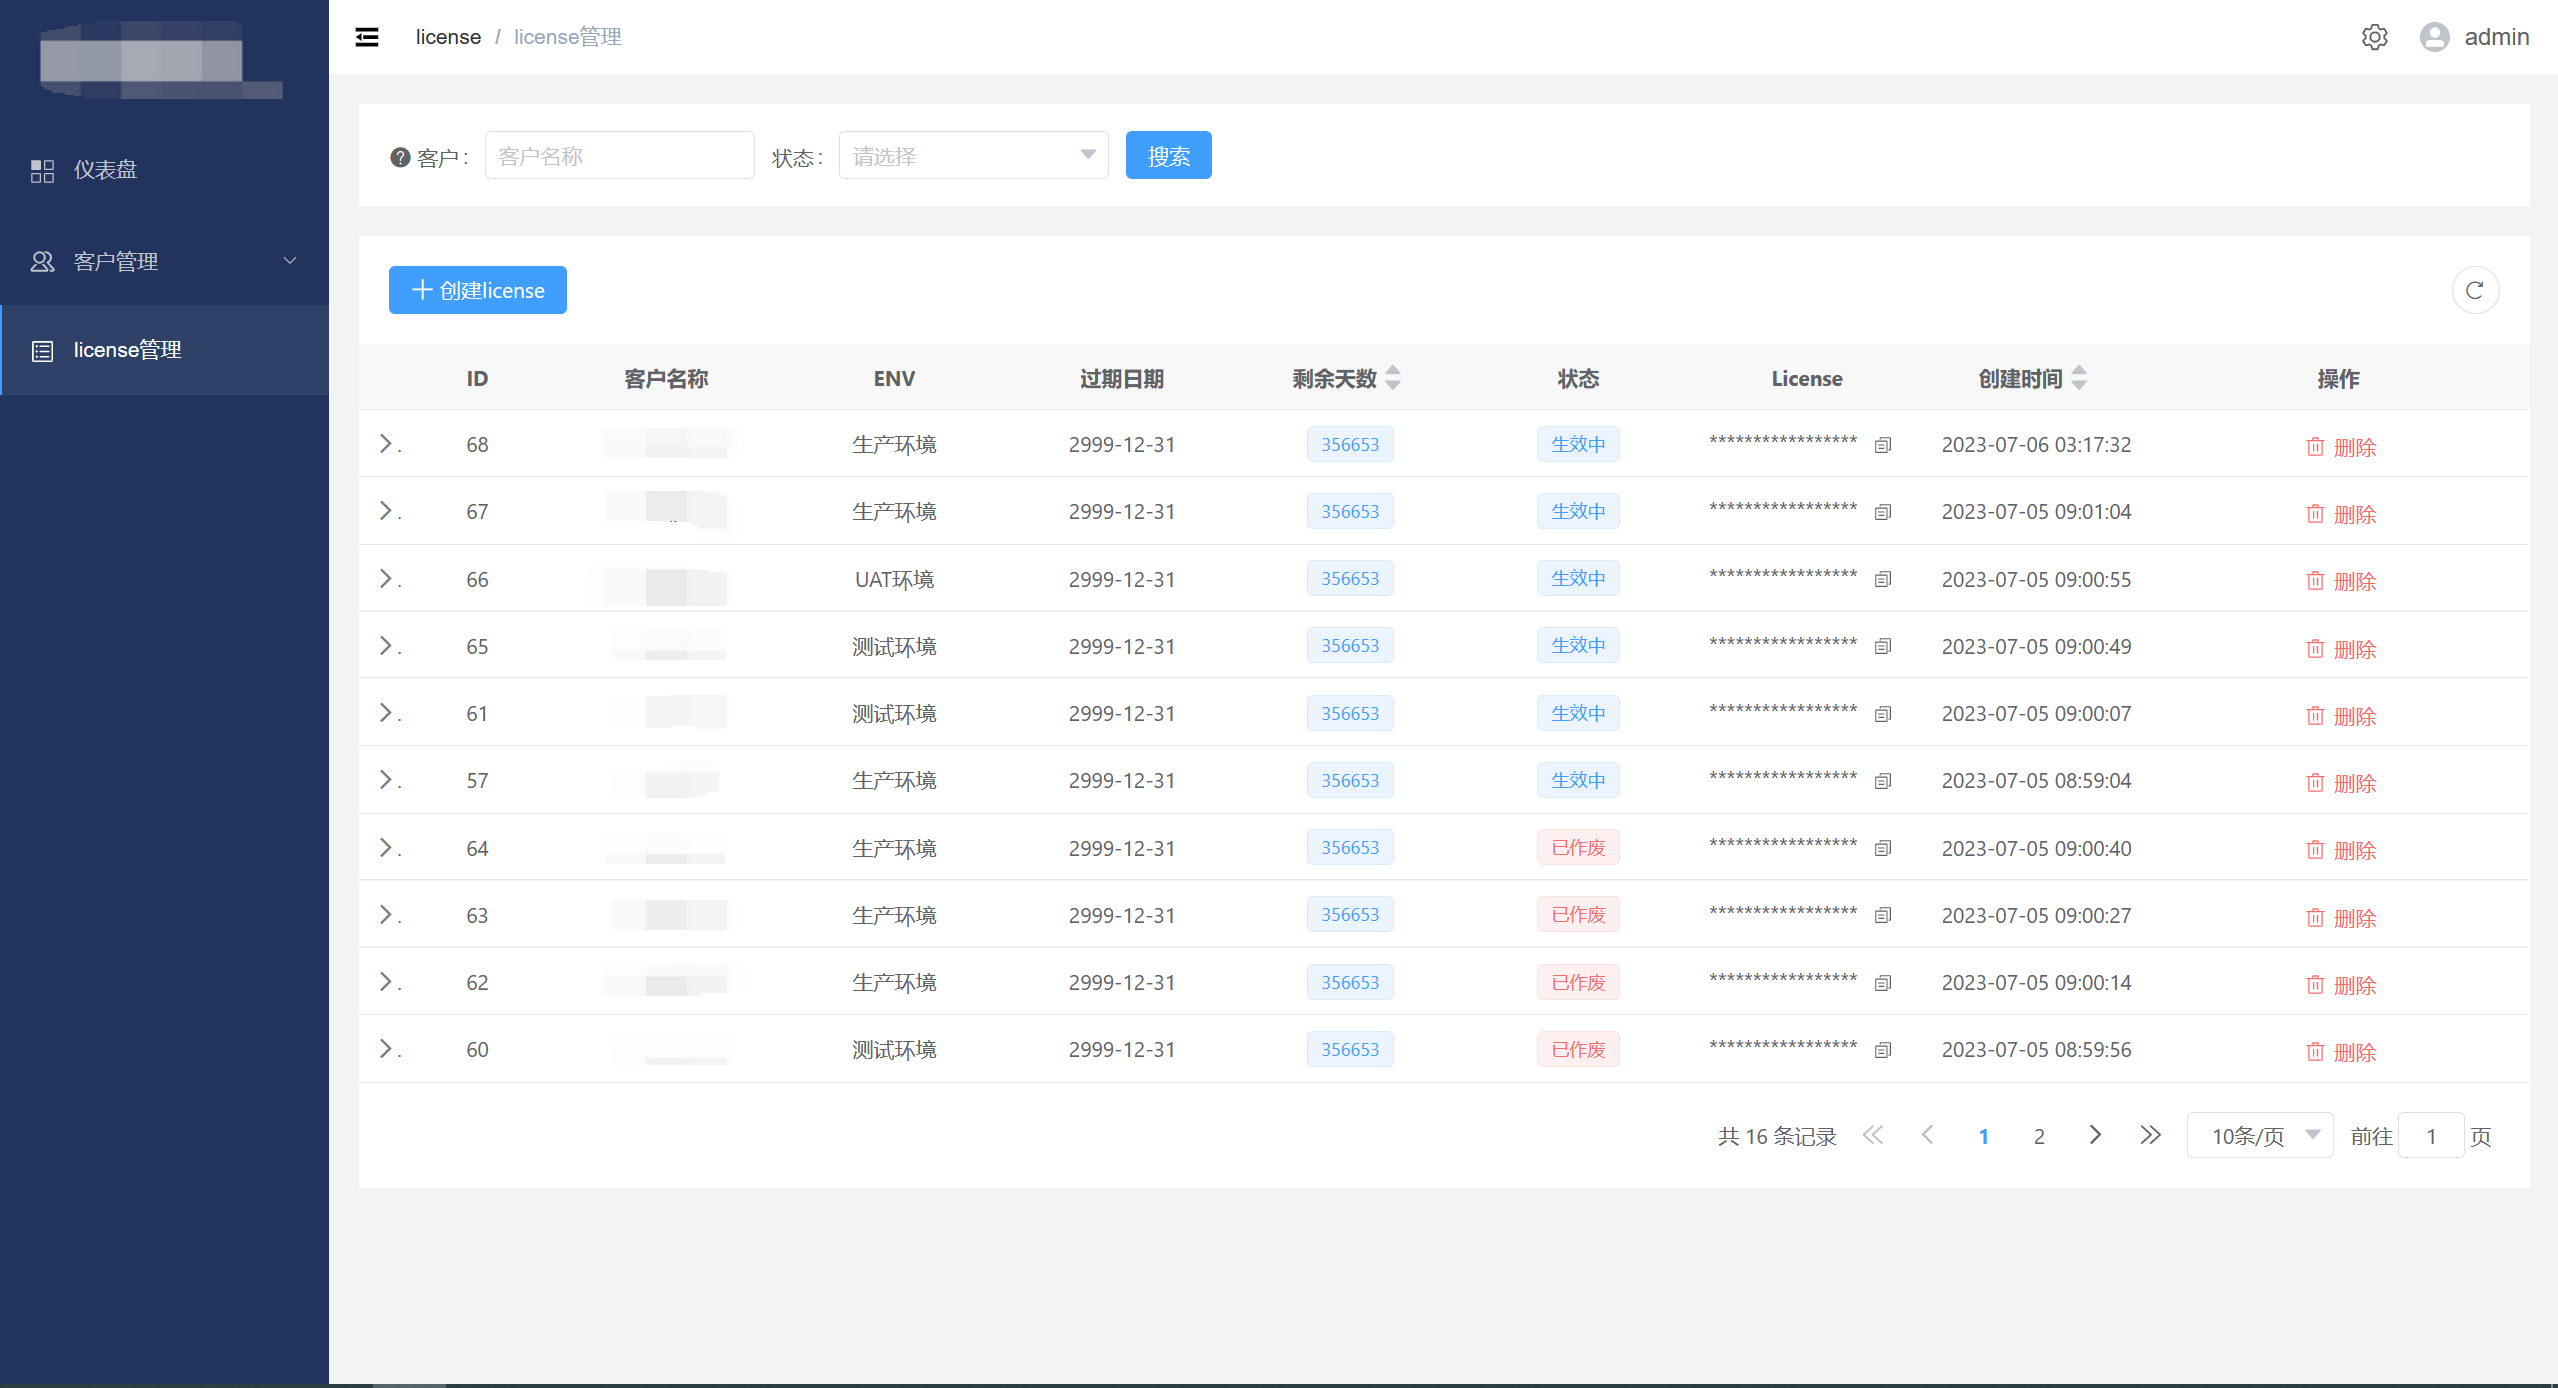 license / license管理
admin
仪表盘
客户管理
license管理
客户: 客户名称 状态: 请选择 搜索
创建license
ID 客户名称 ENV 过期日期 剩余天数 状态 License 创建时间 操作
. 68 生产环境 2999-12-31 356653 生效中 ***************** 2023-07-06 03:17:32 删除
. 67 生产环境 2999-12-31 356653 生效中 ***************** 2023-07-05 09:01:04 删除
. 66 UAT环境 2999-12-31 356653 生效中 ***************** 2023-07-05 09:00:55 删除
. 65 测试环境 2999-12-31 356653 生效中 ***************** 2023-07-05 09:00:49 删除
. 61 测试环境 2999-12-31 356653 生效中 ***************** 2023-07-05 09:00:07 删除
. 57 生产环境 2999-12-31 356653 生效中 ***************** 2023-07-05 08:59:04 删除
. 64 生产环境 2999-12-31 356653 已作废 ***************** 2023-07-05 09:00:40 删除
. 63 生产环境 2999-12-31 356653 已作废 ***************** 2023-07-05 09:00:27 删除
. 62 生产环境 2999-12-31 356653 已作废 ***************** 2023-07-05 09:00:14 删除
. 60 测试环境 2999-12-31 356653 已作废 ***************** 2023-07-05 08:59:56 删除
共 16 条记录 1 2 10条/页 前往 1 页